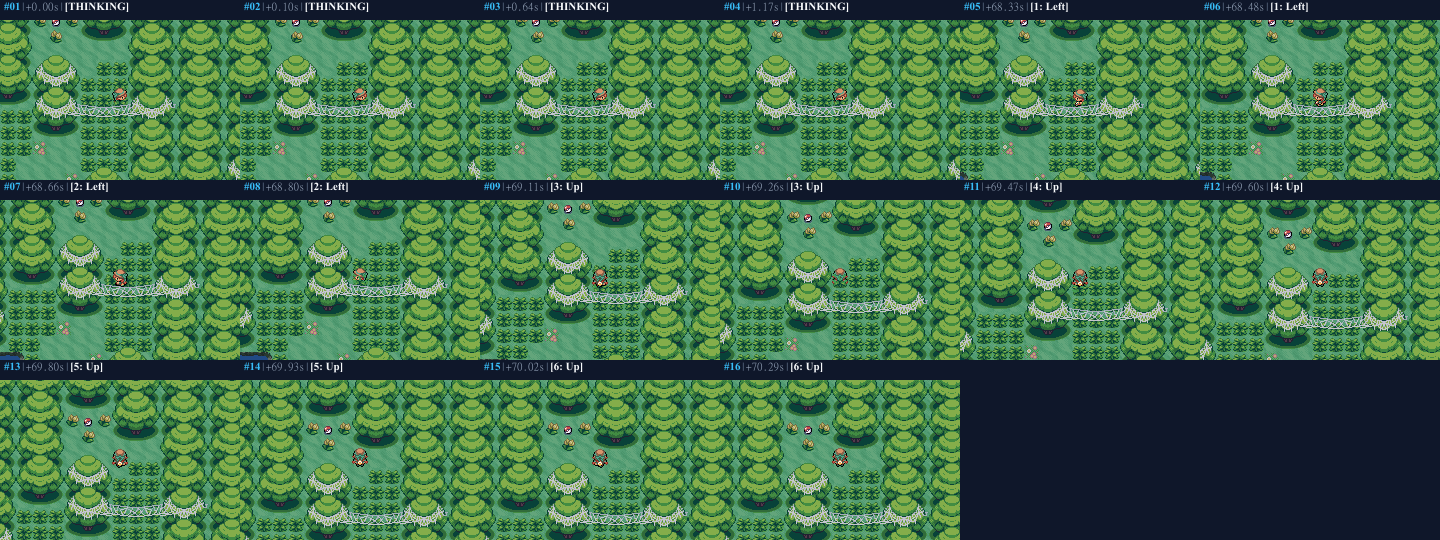 #01 | +0.00s | [THINKING]
#02 | +0.10s | [THINKING]
#03 | +0.64s | [THINKING]
#04 | +1.17s | [THINKING]
#05 | +68.33s | [1: Left]
#06 | +68.48s | [1: Left]
#07 | +68.66s | [2: Left]
#08 | +68.80s | [2: Left]
#09 | +69.11s | [3: Up]
#10 | +69.26s | [3: Up]
#11 | +69.47s | [4: Up]
#12 | +69.60s | [4: Up]
#13 | +69.80s | [5: Up]
#14 | +69.93s | [5: Up]
#15 | +70.02s | [6: Up]
#16 | +70.29s | [6: Up]